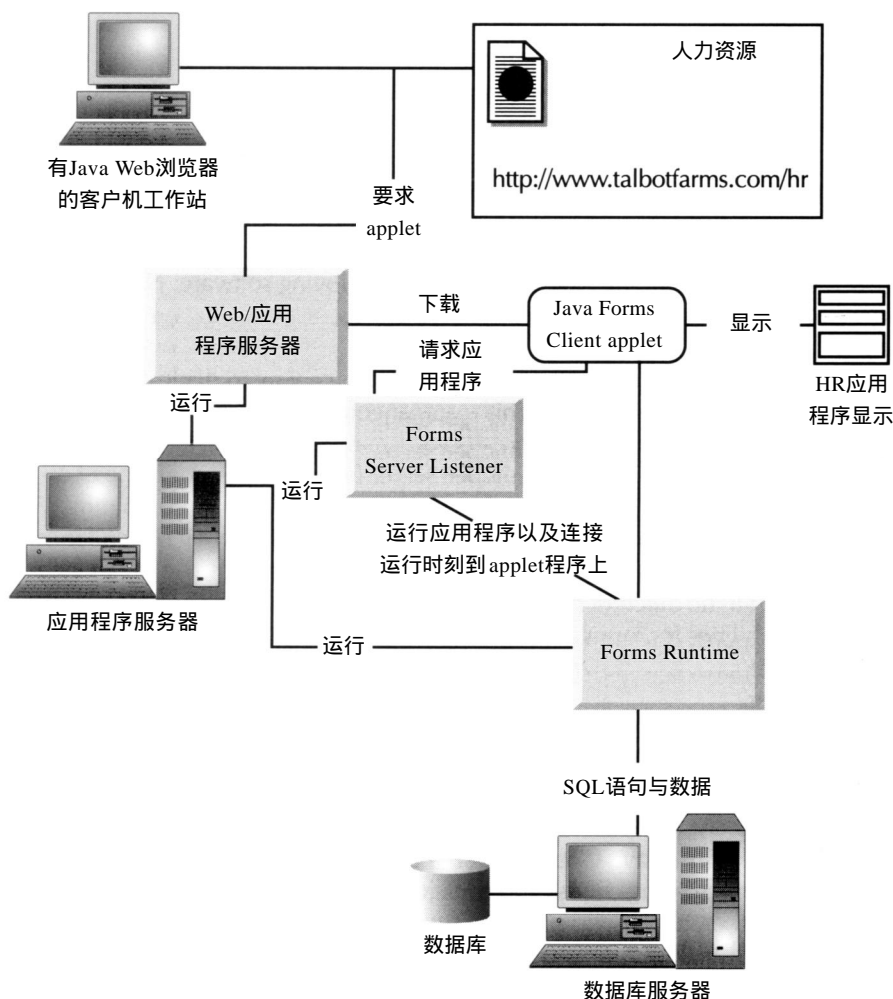 人力资源
http://www.talbotfarms.com/hr
有Java Web浏览器
的客户机工作站
要求
applet
Web/应用
程序服务器
下载
Java Forms
Client applet
显示
HR应用
程序显示
请求应
用程序
运行
Forms
Server Listener
运行
运行应用程序以及连接
运行时刻到applet程序上
应用程序服务器
运行
Forms Runtime
SQL语句与数据
数据库
数据库服务器